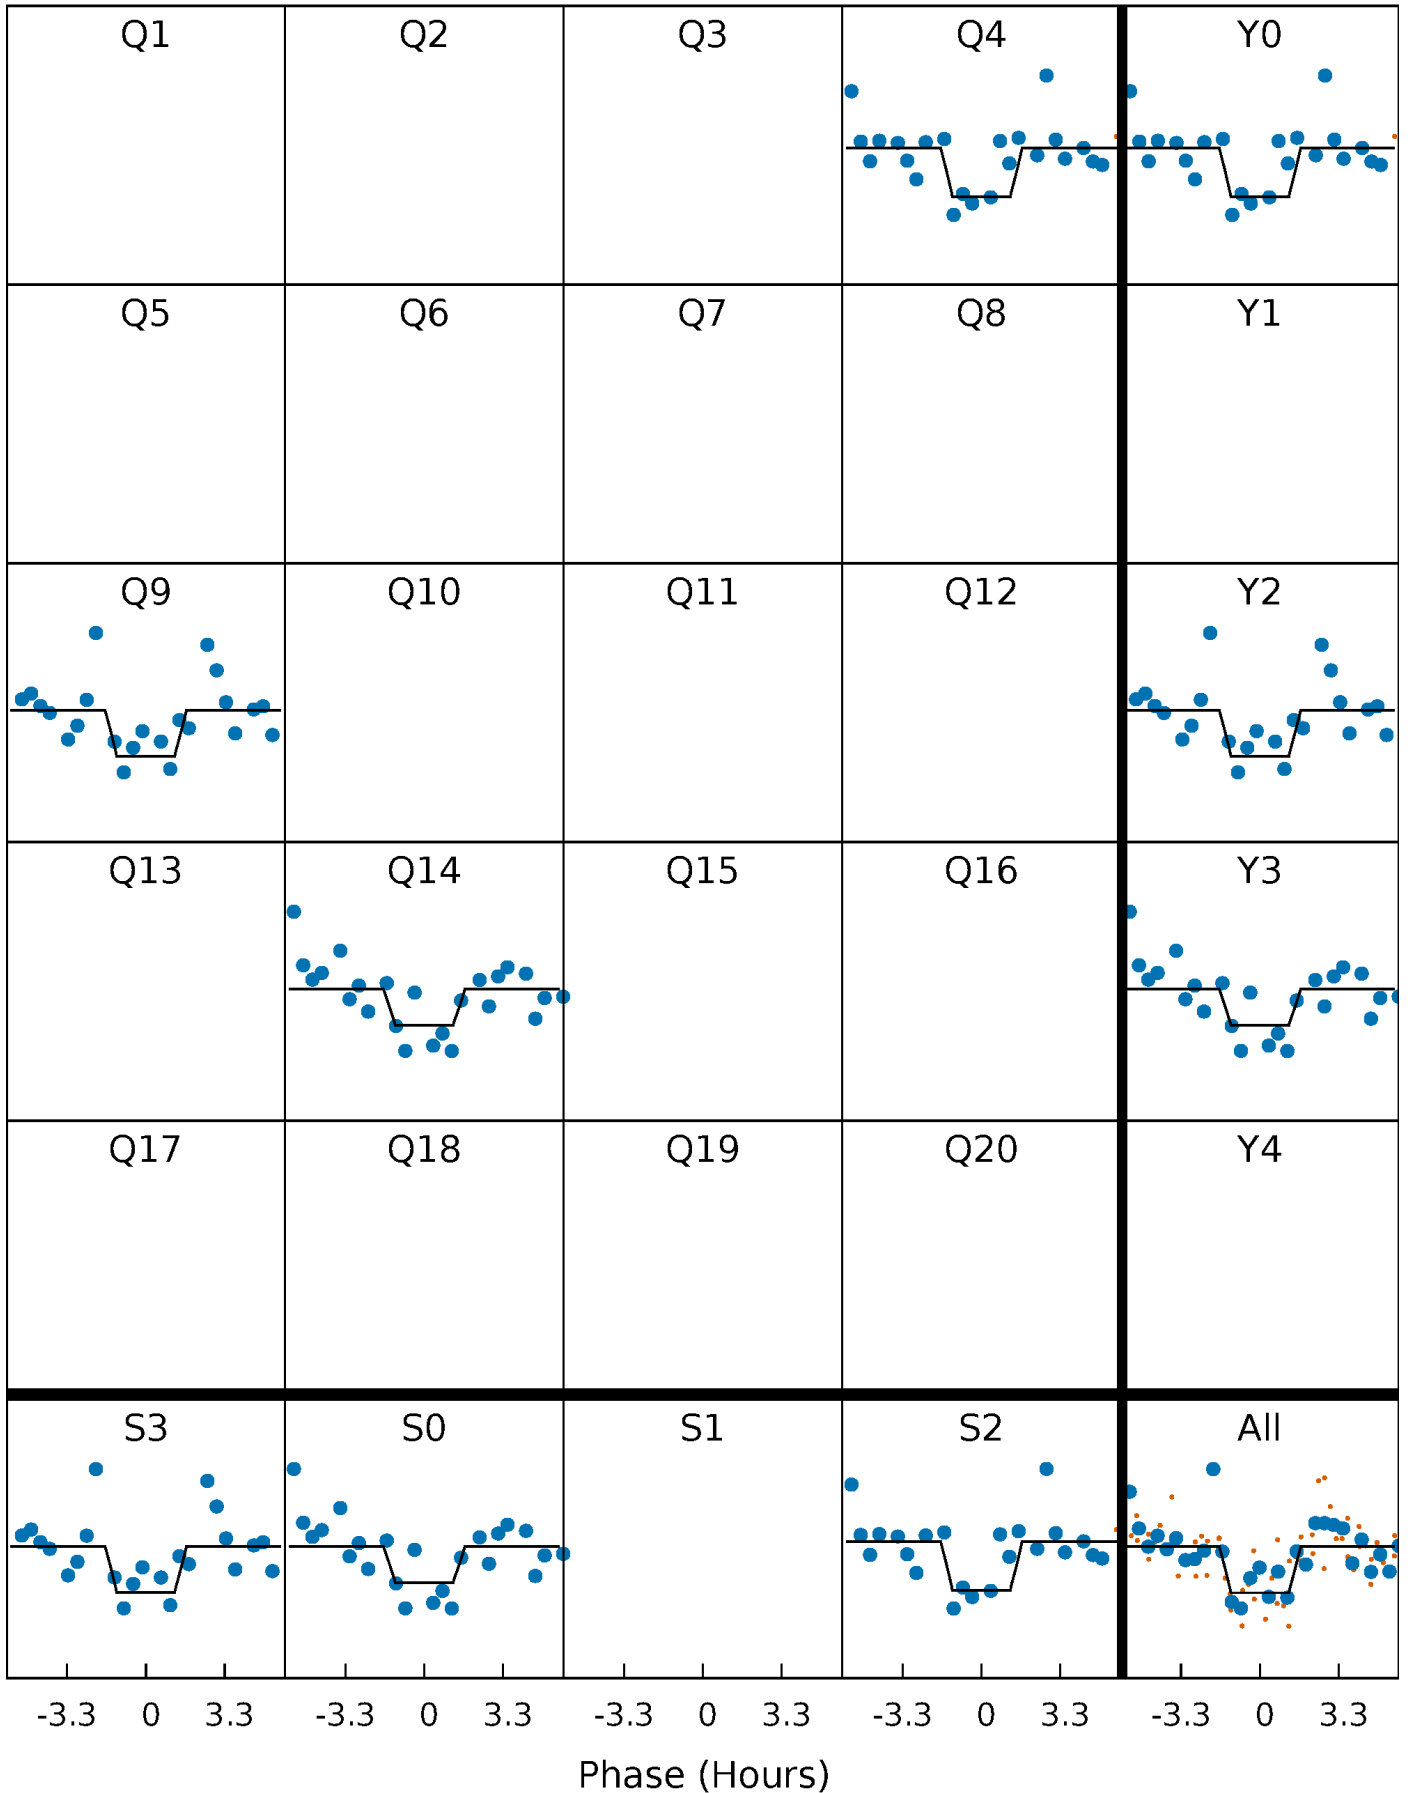 Q1 Q2 Q3 Q4 Y0
Q5 Q6 Q7 Q8 Y1
Q9 Q10 Q11 Q12 Y2
Q13 Q14 Q15 Q16 Y3
Q17 Q18 Q19 Q20 Y4
S3 S0 S1 S2 All
-3.3 0 3.3 -3.3 0 3.3 -3.3 0 3.3 -3.3 0 3.3 -3.3 0 3.3
Phase (Hours)